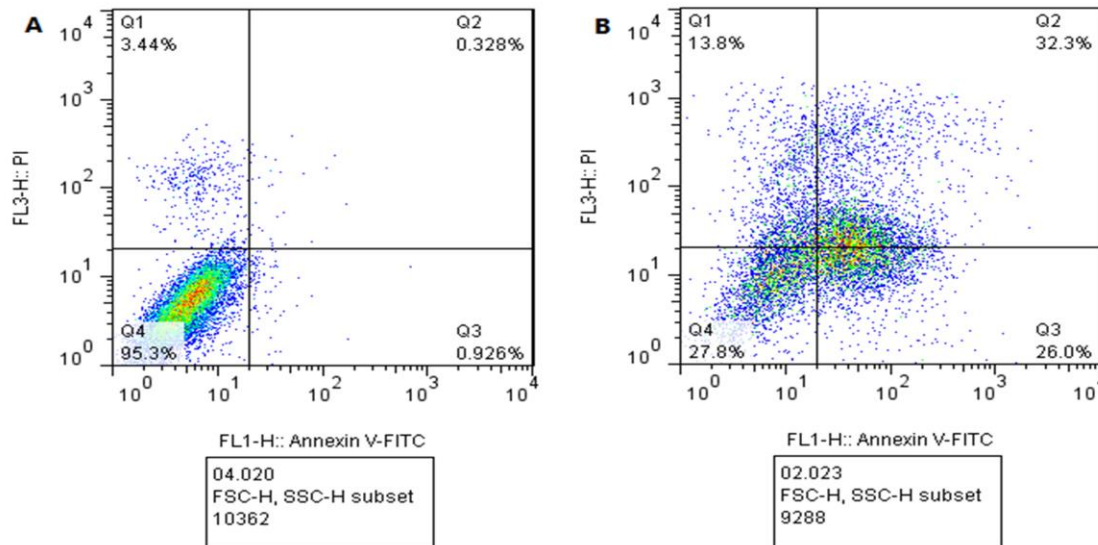 A
Q1
3.44%
Q2
0.328%
Q4
95.3%
Q3
0.926%
10^4
10^3
10^2
10^1
10^0
FL3-H:: PI
10^0 10^1 10^2 10^3 10^4
FL1-H:: Annexin V-FITC
04.020
FSC-H, SSC-H subset
10362
B
Q1
13.8%
Q2
32.3%
Q4
27.8%
Q3
26.0%
10^4
10^3
10^2
10^1
10^0
FL3-H:: PI
10^0 10^1 10^2 10^3
FL1-H:: Annexin V-FITC
02.023
FSC-H, SSC-H subset
9288